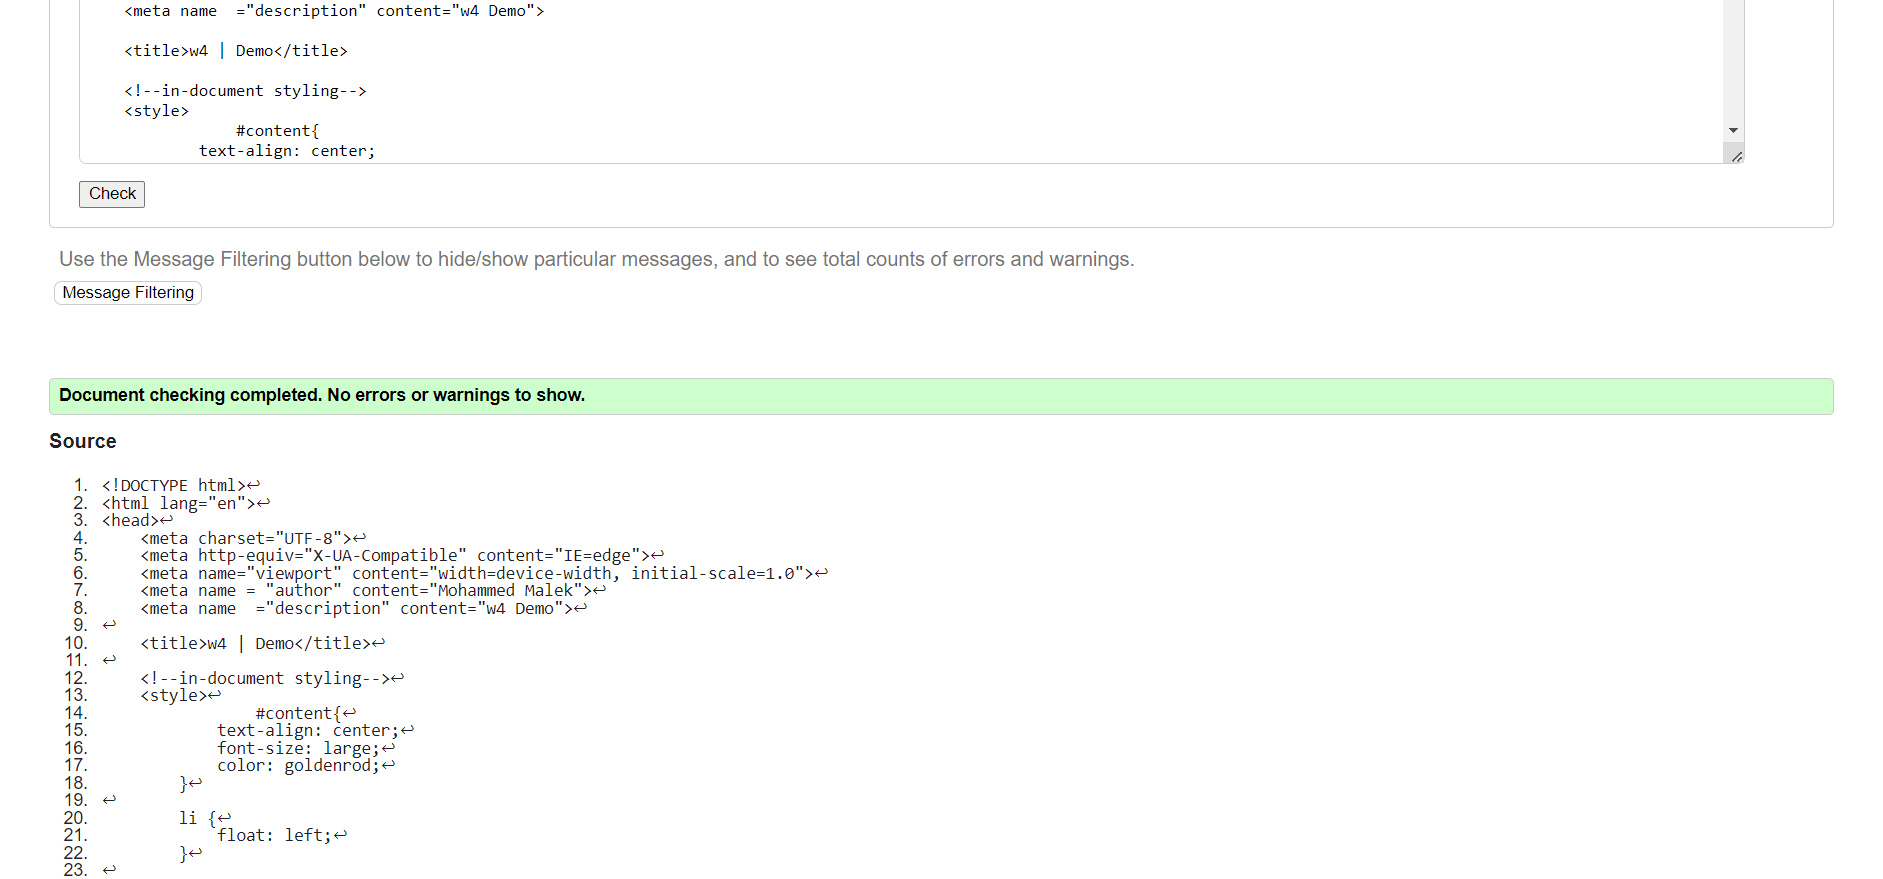 <meta name  ="description" content="w4 Demo">
<title>w4 | Demo</title>
<!--in-document styling-->
<style>
#content{
text-align: center;
Check
Use the Message Filtering button below to hide/show particular messages, and to see total counts of errors and warnings.
Message Filtering
Document checking completed. No errors or warnings to show.
Source
1. <!DOCTYPE html>↩
2. <html lang="en">↩
3. <head>↩
4.     <meta charset="UTF-8">↩
5.     <meta http-equiv="X-UA-Compatible" content="IE=edge">↩
6.     <meta name="viewport" content="width=device-width, initial-scale=1.0">↩
7.     <meta name = "author" content="Mohammed Malek">↩
8.     <meta name  ="description" content="w4 Demo">↩
9. ↩
10.     <title>w4 | Demo</title>↩
11. ↩
12.     <!--in-document styling-->↩
13.     <style>↩
14.                 #content{↩
15.             text-align: center;↩
16.             font-size: large;↩
17.             color: goldenrod;↩
18.         }↩
19. ↩
20.         li {↩
21.             float: left;↩
22.         }↩
23. ↩